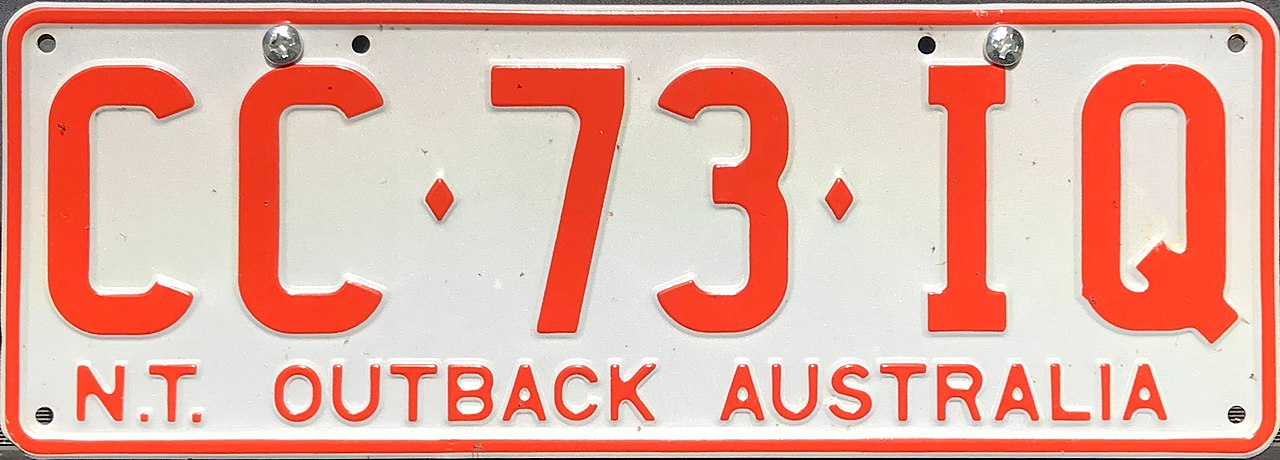 CC·73·IQ
N.T. OUTBACK AUSTRALIA